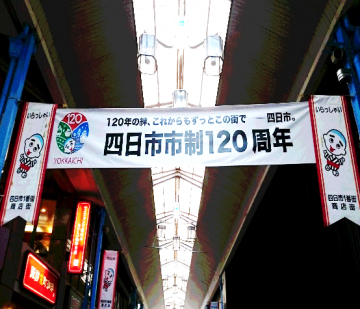 120年の絆、これからもずっとこの街で ─ 四日市。
四日市市制120周年
120
YOKKAICHI
いらっしゃい
四日市1番街
商店街
いらっしゃい
四日市1番街
商店街